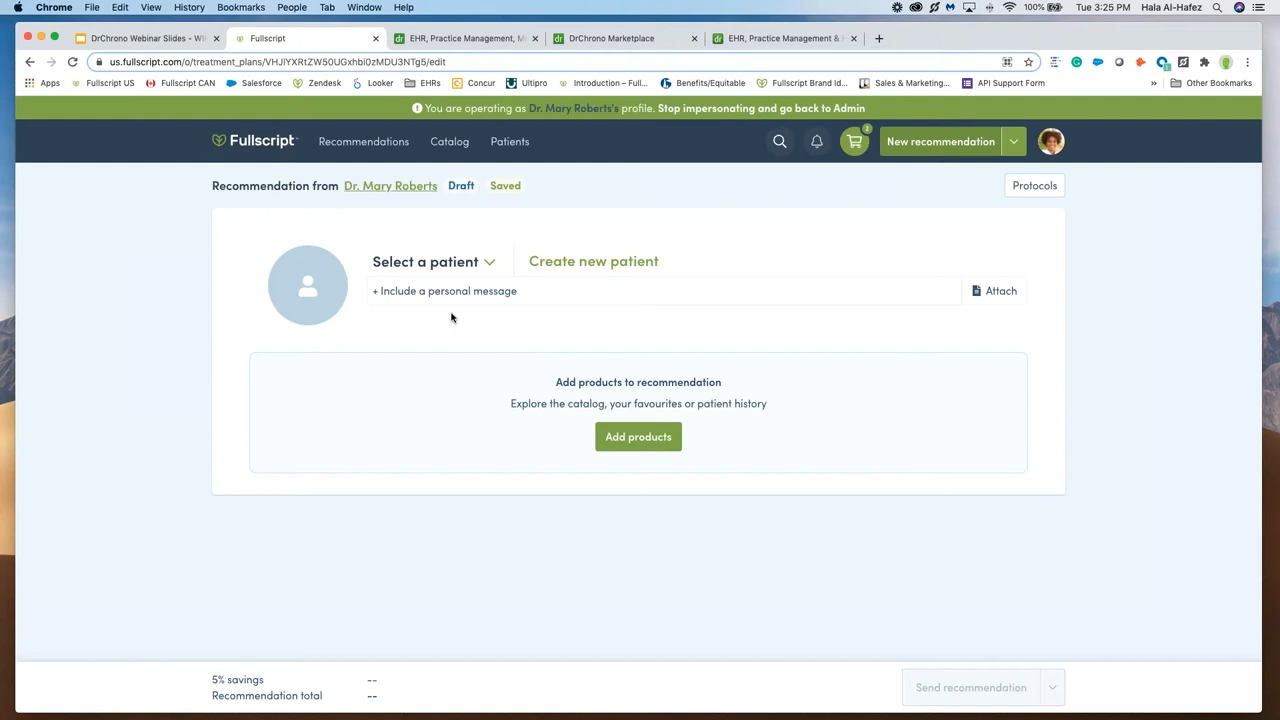 Chrome File Edit View History Bookmarks People Tab Window Help 100% Tue 3:25 PM Hala Al-Hafez
DrChrono Webinar Slides - W1 × Fullscript × EHR, Practice Management, M × DrChrono Marketplace × EHR, Practice Management & × +
us.fullscript.com/o/treatment_plans/VHJlYXRtZW50UGxhbi0zMDU3NTg5/edit
Apps Fullscript US Fullscript CAN Salesforce Zendesk Looker EHRs Concur Ultipro Introduction – Full... Benefits/Equitable Fullscript Brand Id... Sales & Marketing... API Support Form » Other Bookmarks
You are operating as Dr. Mary Roberts's profile. Stop impersonating and go back to Admin
Fullscript Recommendations Catalog Patients 2 New recommendation
Recommendation from Dr. Mary Roberts Draft Saved Protocols
Select a patient Create new patient
+ Include a personal message Attach
Add products to recommendation
Explore the catalog, your favourites or patient history
Add products
5% savings --
Recommendation total --
Send recommendation